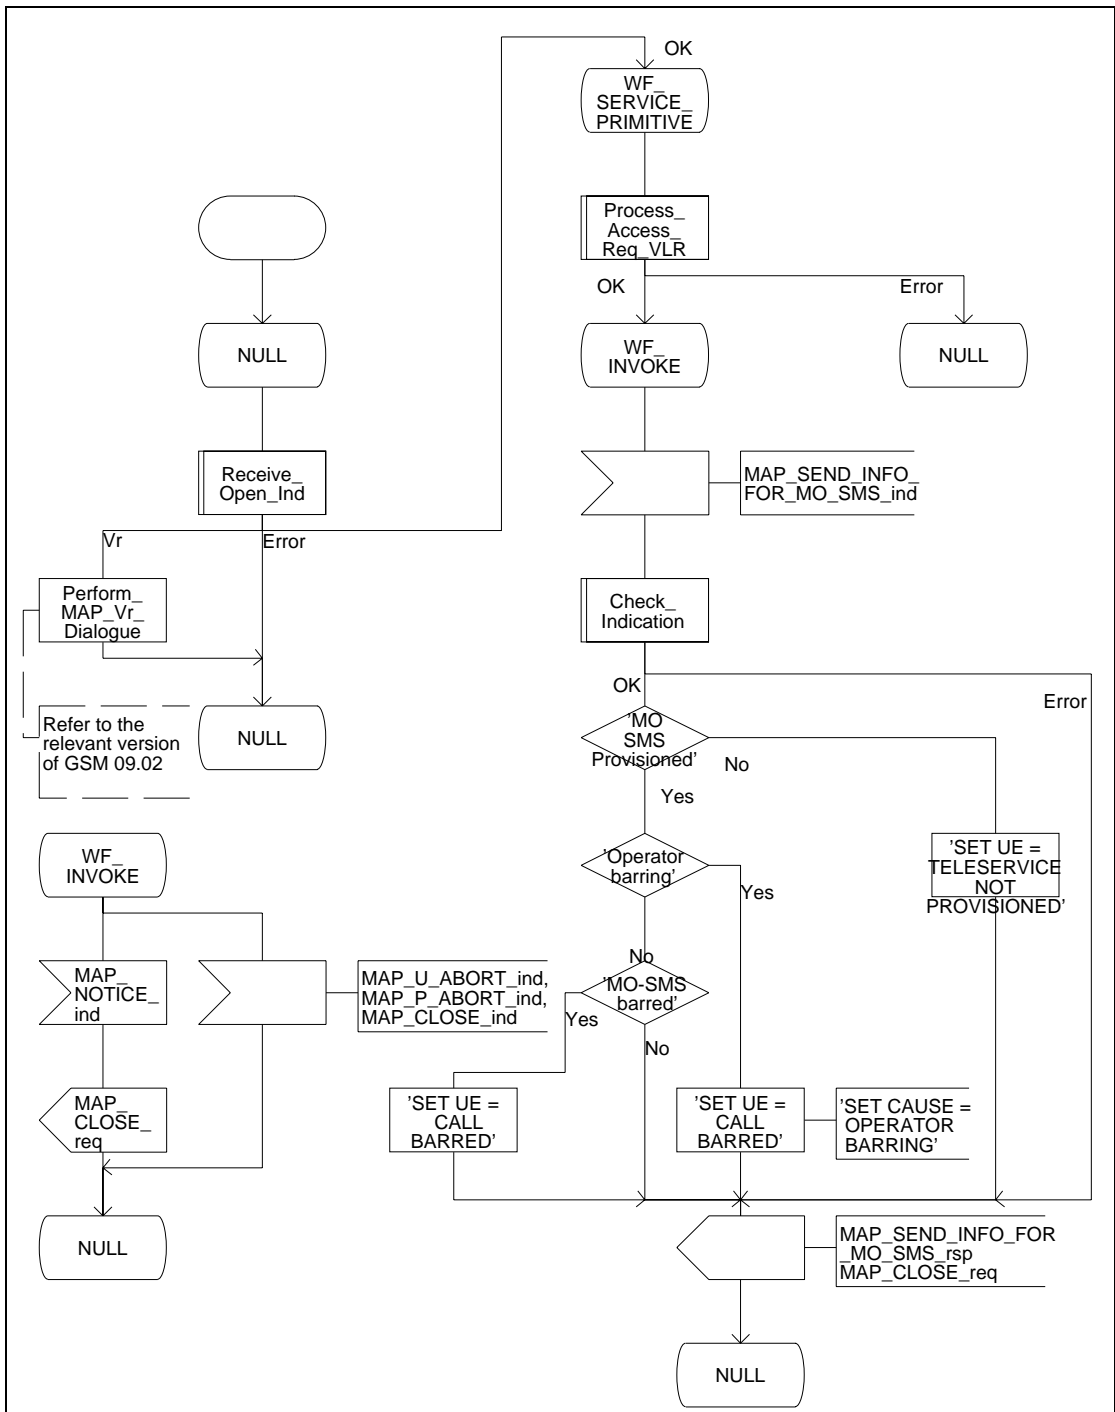 OK
WF_
SERVICE_
PRIMITIVE
Process_
Access_
Req_VLR
OK
Error
WF_
INVOKE
NULL
NULL
Receive_
Open_Ind
MAP_SEND_INFO_
FOR_MO_SMS_ind
Vr
Error
Perform_
MAP_Vr_
Dialogue
Check_
Indication
OK
Error
Refer to the
relevant version
of GSM 09.02
NULL
'MO
SMS
Provisioned'
No
Yes
WF_
INVOKE
'Operator
barring'
Yes
'SET UE =
TELESERVICE
NOT
PROVISIONED'
No
MAP_
NOTICE_
ind
MAP_U_ABORT_ind,
MAP_P_ABORT_ind,
MAP_CLOSE_ind
'MO-SMS
barred'
Yes
No
MAP_
CLOSE_
req
'SET UE =
CALL
BARRED'
'SET UE =
CALL
BARRED'
'SET CAUSE =
OPERATOR
BARRING'
NULL
MAP_SEND_INFO_FOR
_MO_SMS_rsp
MAP_CLOSE_req
NULL